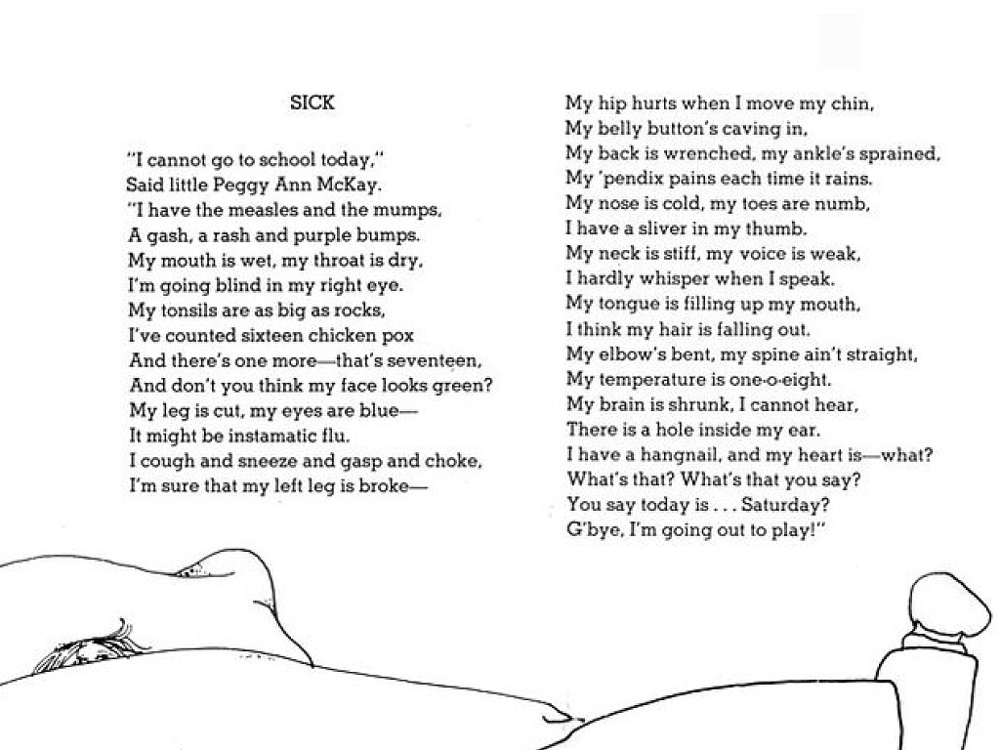 SICK
"I cannot go to school today,"
Said little Peggy Ann McKay.
"I have the measles and the mumps,
A gash, a rash and purple bumps.
My mouth is wet, my throat is dry,
I'm going blind in my right eye.
My tonsils are as big as rocks,
I've counted sixteen chicken pox
And there's one more—that's seventeen,
And don't you think my face looks green?
My leg is cut, my eyes are blue—
It might be instamatic flu.
I cough and sneeze and gasp and choke,
I'm sure that my left leg is broke—
My hip hurts when I move my chin,
My belly button's caving in,
My back is wrenched, my ankle's sprained,
My 'pendix pains each time it rains.
My nose is cold, my toes are numb,
I have a sliver in my thumb.
My neck is stiff, my voice is weak,
I hardly whisper when I speak.
My tongue is filling up my mouth,
I think my hair is falling out.
My elbow's bent, my spine ain't straight,
My temperature is one-o-eight.
My brain is shrunk, I cannot hear,
There is a hole inside my ear.
I have a hangnail, and my heart is—what?
What's that? What's that you say?
You say today is . . . Saturday?
G'bye, I'm going out to play!"